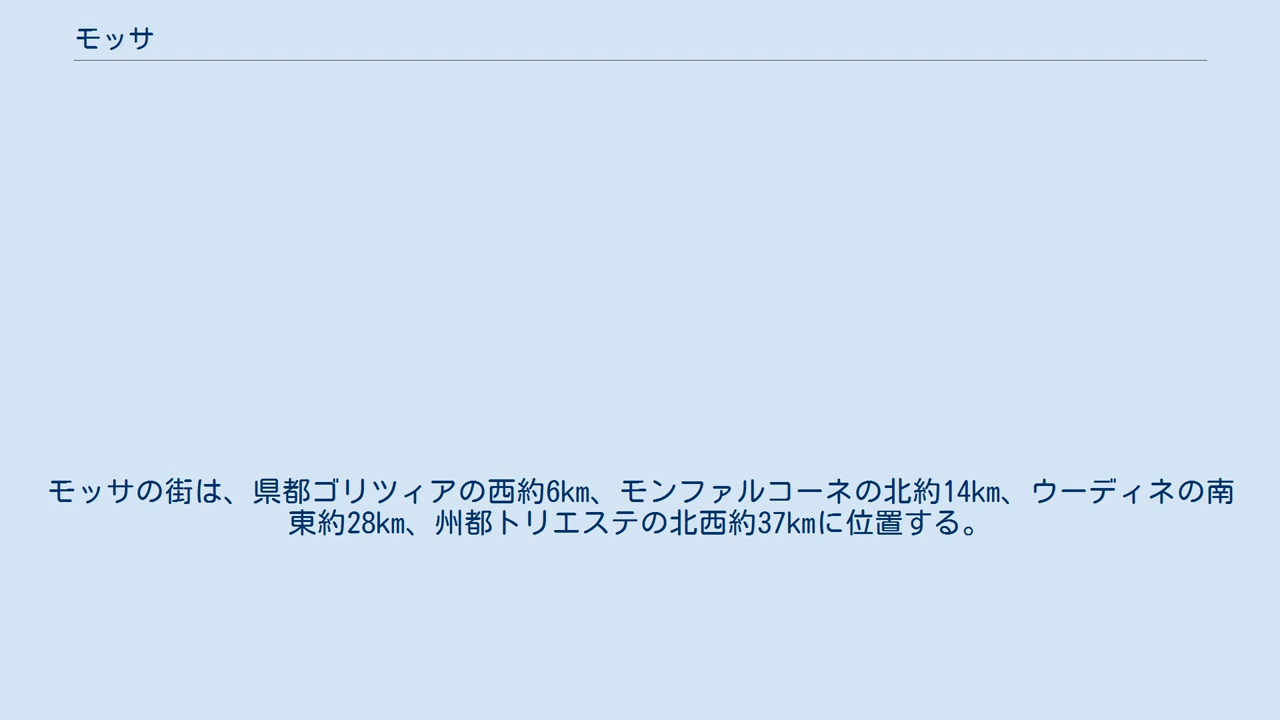 モッサ
モッサの街は、県都ゴリツィアの西約6km、モンファルコーネの北約14km、ウーディネの南
東約28km、州都トリエステの北西約37kmに位置する。